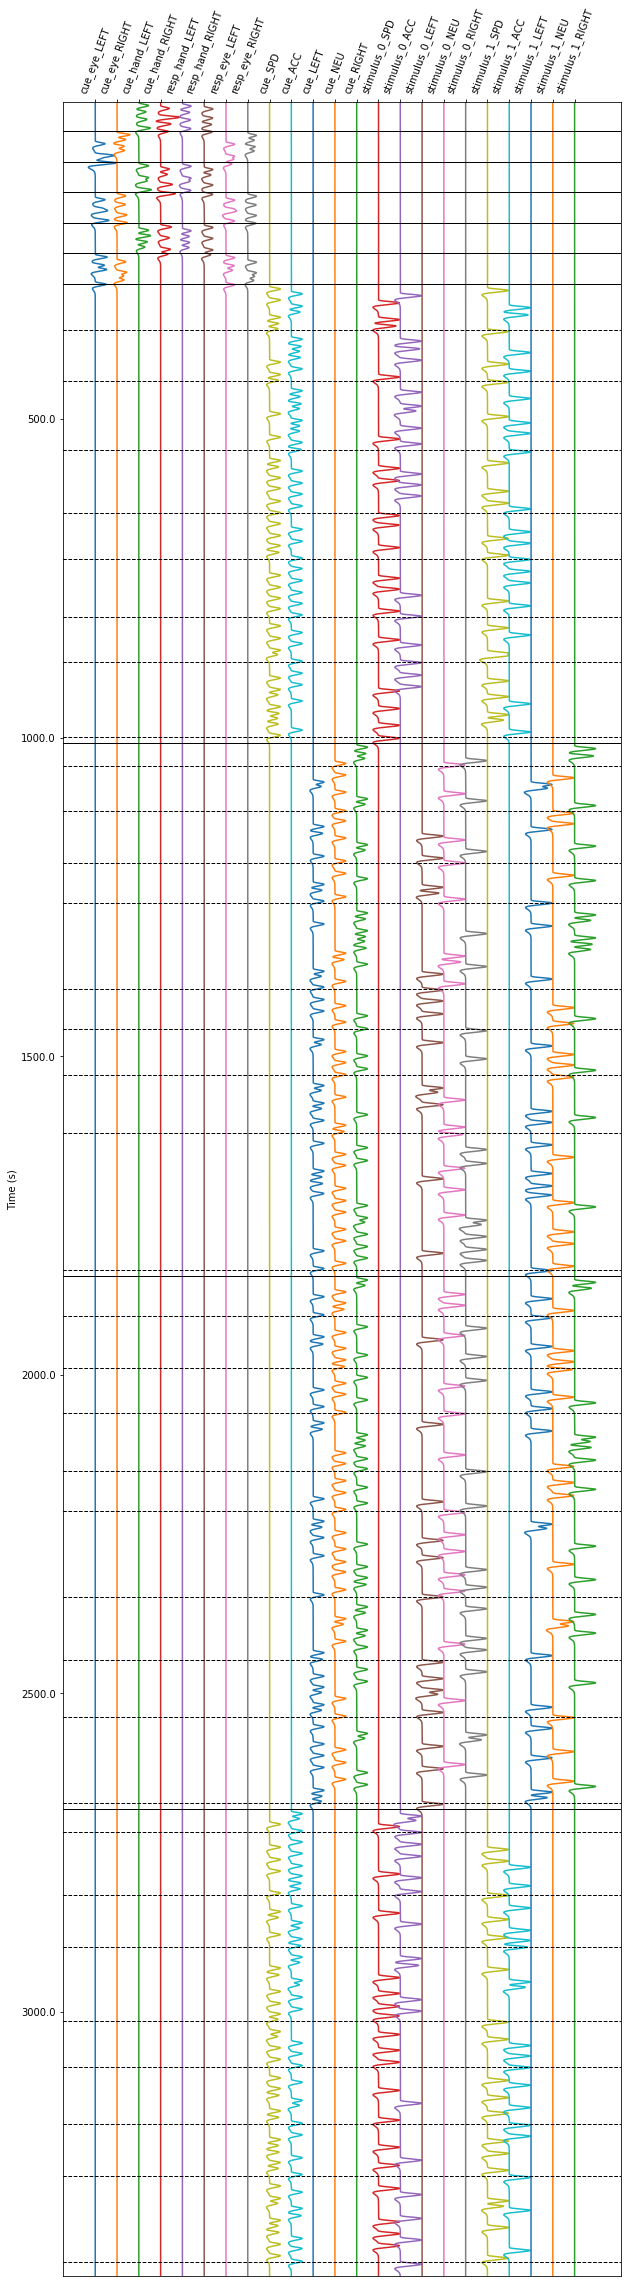 cue_eye_LEFT
cue_eye_RIGHT
cue_hand_LEFT
cue_hand_RIGHT
resp_hand_LEFT
resp_hand_RIGHT
resp_eye_LEFT
resp_eye_RIGHT
cue_SPD
cue_ACC
cue_LEFT
cue_NEU
cue_RIGHT
stimulus_0_SPD
stimulus_0_ACC
stimulus_0_LEFT
stimulus_0_NEU
stimulus_0_RIGHT
stimulus_1_SPD
stimulus_1_ACC
stimulus_1_LEFT
stimulus_1_NEU
stimulus_1_RIGHT
500.0
1000.0
Time (s)
1500.0
2000.0
2500.0
3000.0